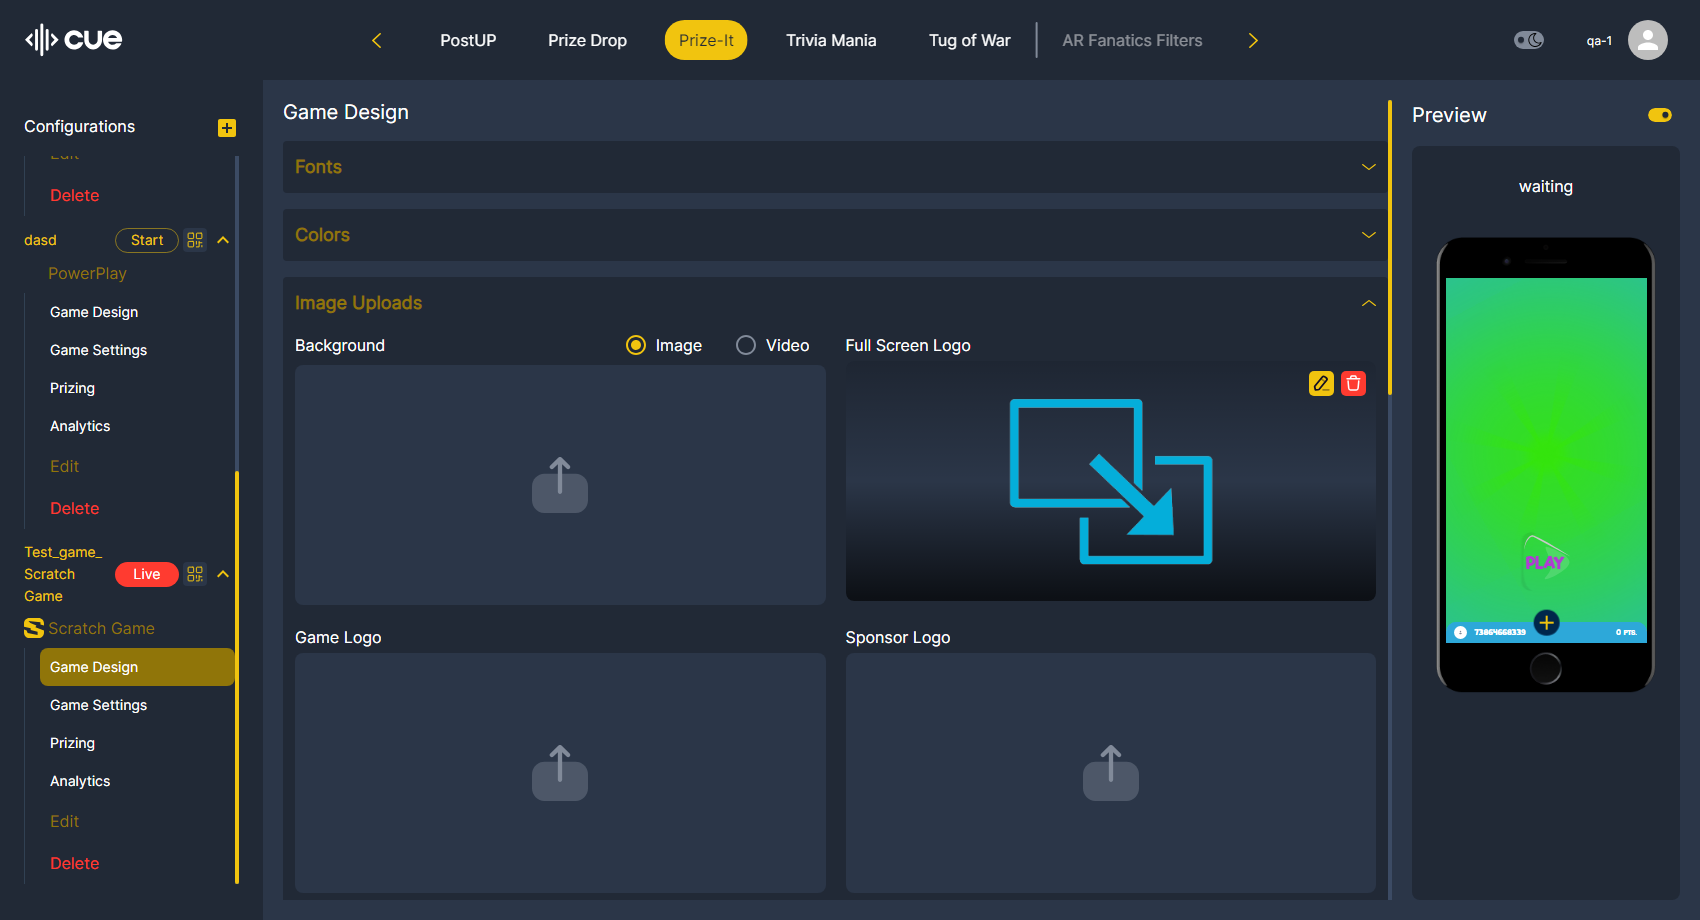 cue
PostUP
Prize Drop
Prize-It
Trivia Mania
Tug of War
AR Fanatics Filters
qa-1
Configurations
Edit
Delete
dasd
Start
PowerPlay
Game Design
Game Settings
Prizing
Analytics
Edit
Delete
Test_game_
Scratch
Game
Live
Scratch Game
Game Design
Game Settings
Prizing
Analytics
Edit
Delete
Game Design
Fonts
Colors
Image Uploads
Background
Image
Video
Full Screen Logo
Game Logo
Sponsor Logo
Preview
waiting
PLAY
73864668339
0 PTS.